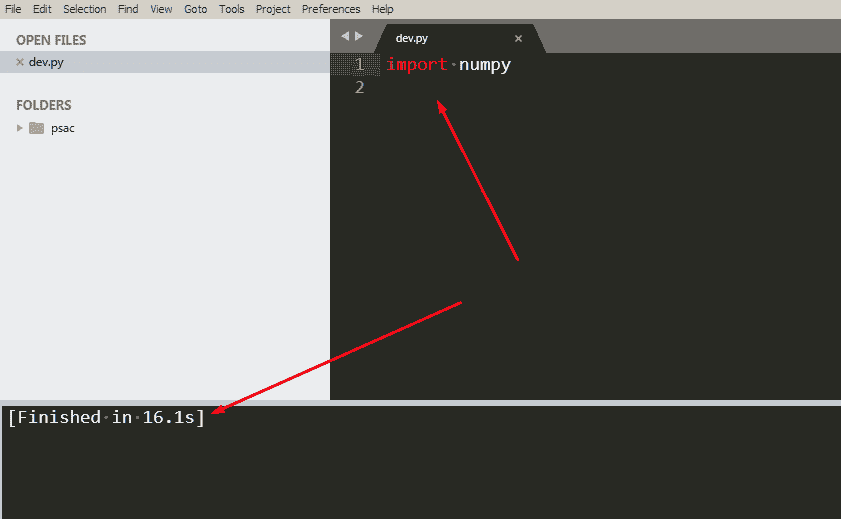 File Edit Selection Find View Goto Tools Project Preferences Help
OPEN FILES
dev.py
FOLDERS
psac
dev.py
1 import numpy
2
[Finished in 16.1s]